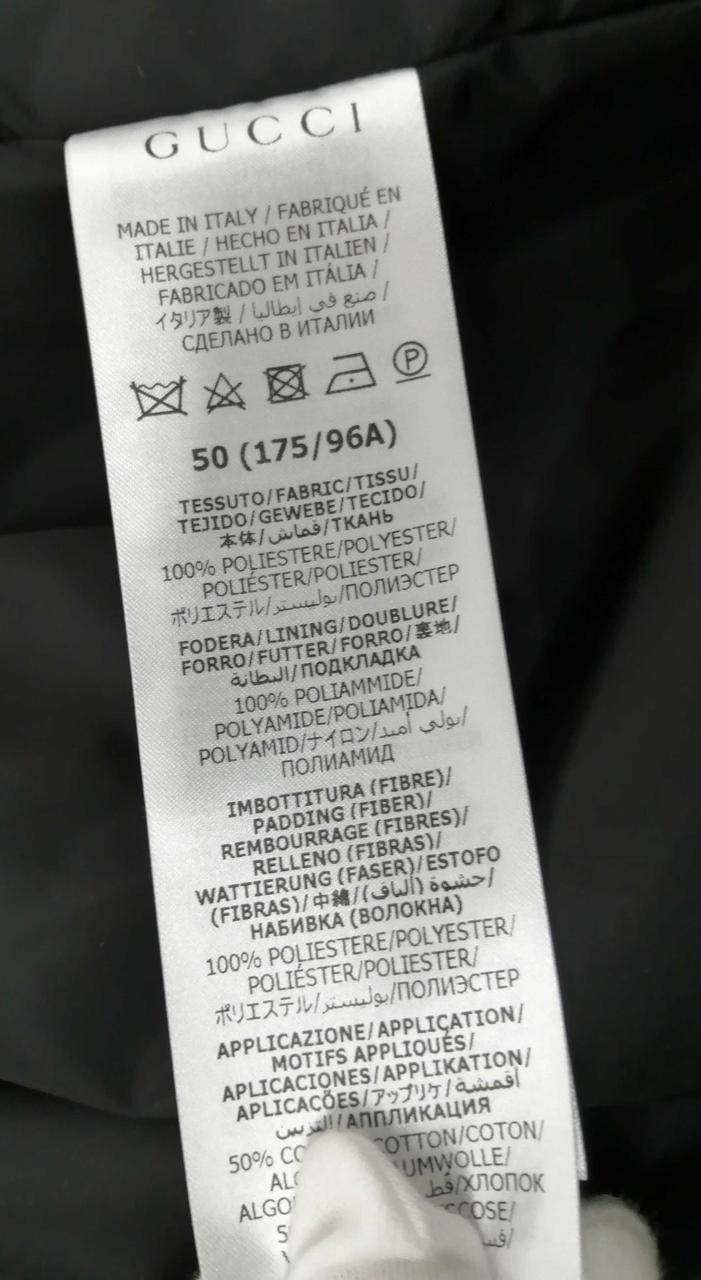 GUCCI
MADE IN ITALY / FABRIQUÉ EN
ITALIE / HECHO EN ITALIA /
HERGESTELLT IN ITALIEN /
FABRICADO EM ITÁLIA /
イタリア製 / صنع في إيطاليا /
СДЕЛАНО В ИТАЛИИ
P
50 (175/96A)
TESSUTO/FABRIC/TISSU/
TEJIDO/GEWEBE/TECIDO/
本体/قماش/ТКАНЬ
100% POLIESTERE/POLYESTER/
POLIÉSTER/POLIESTER/
ポリエステル/بوليستر/ПОЛИЭСТЕР
FODERA/LINING/DOUBLURE/
FORRO/FUTTER/FORRO/裏地/
البطانة/ПОДКЛАДКА
100% POLIAMMIDE/
POLYAMIDE/POLIAMIDA/
POLYAMID/ナイロン/بولي أميد/
ПОЛИАМИД
IMBOTTITURA (FIBRE)/
PADDING (FIBER)/
REMBOURRAGE (FIBRES)/
RELLENO (FIBRAS)/
WATTIERUNG (FASER)/ESTOFO
(FIBRAS)/中綿/حشوة (ألياف)/
НАБИВКА (ВОЛОКНА)
100% POLIESTERE/POLYESTER/
POLIÉSTER/POLIESTER/
ポリエステル/بوليستر/ПОЛИЭСТЕР
APPLICAZIONE/APPLICATION/
MOTIFS APPLIQUÉS/
APLICACIONES/APPLIKATION/
APLICAÇÕES/アップリケ/أقمشة
التزيين/АППЛИКАЦИЯ
50% COTTON/COTON/
/ХЛОПОК